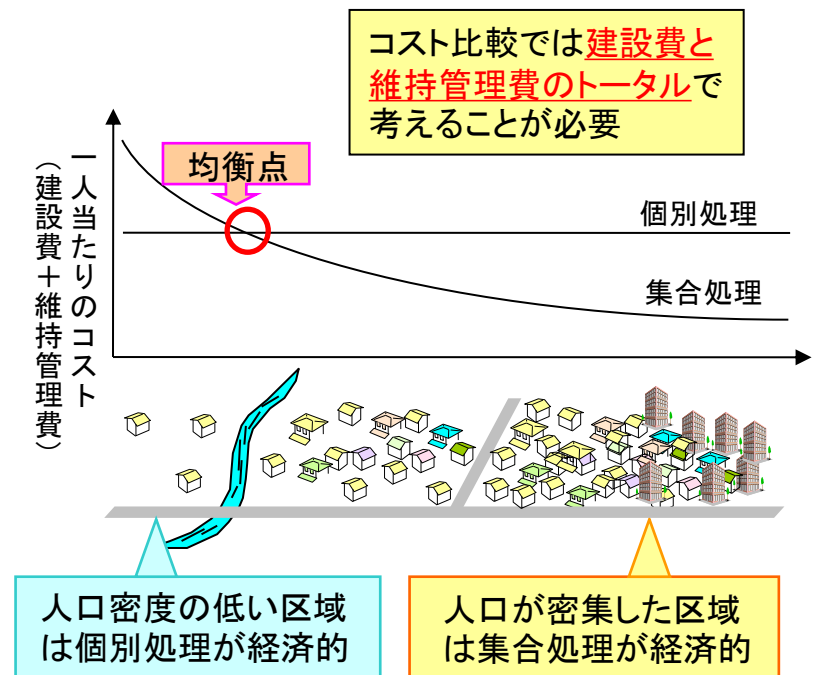 コスト比較では建設費と
維持管理費のトータルで
考えることが必要
均衡点
一人当たりのコスト
（建設費＋維持管理費）
個別処理
集合処理
人口密度の低い区域
は個別処理が経済的
人口が密集した区域
は集合処理が経済的